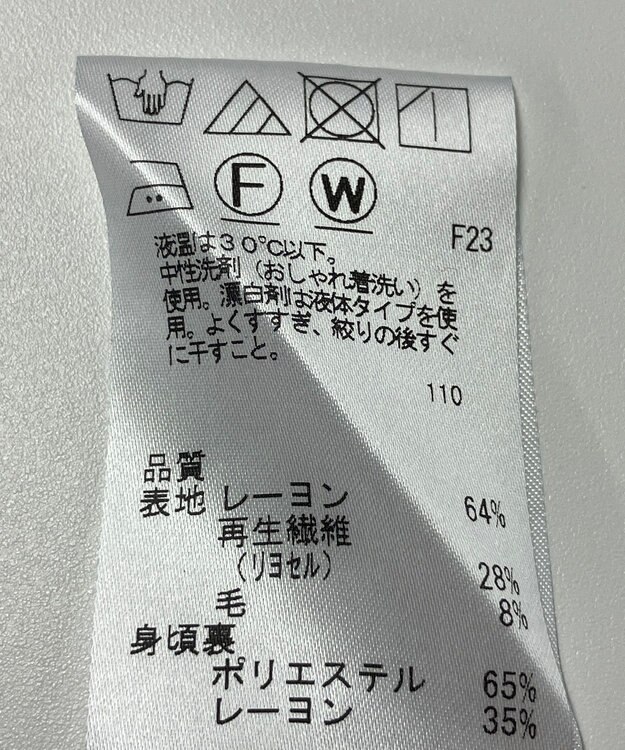 F W
F23
液温は30℃以下。
中性洗剤（おしゃれ着洗い）を
使用。漂白剤は液体タイプを使
用。よくすすぎ、絞りの後すぐ
に干すこと。
110
品質
表地 レーヨン 64%
再生繊維
（リヨセル） 28%
毛 8%
身頃裏
ポリエステル 65%
レーヨン 35%